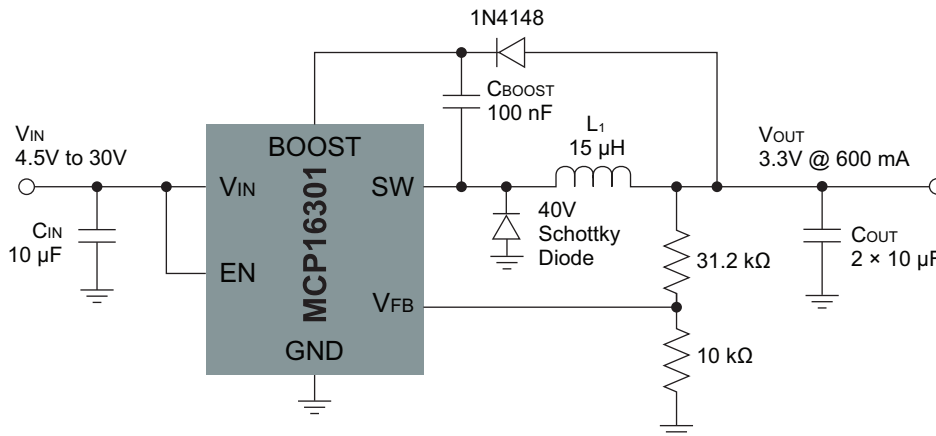 1N4148
CBOOST
100 nF
VIN
4.5V to 30V
BOOST
L1
15 µH
VOUT
3.3V @ 600 mA
VIN
SW
MCP16301
CIN
10 µF
40V
Schottky
Diode
COUT
2 × 10 µF
31.2 kΩ
EN
VFB
GND
10 kΩ